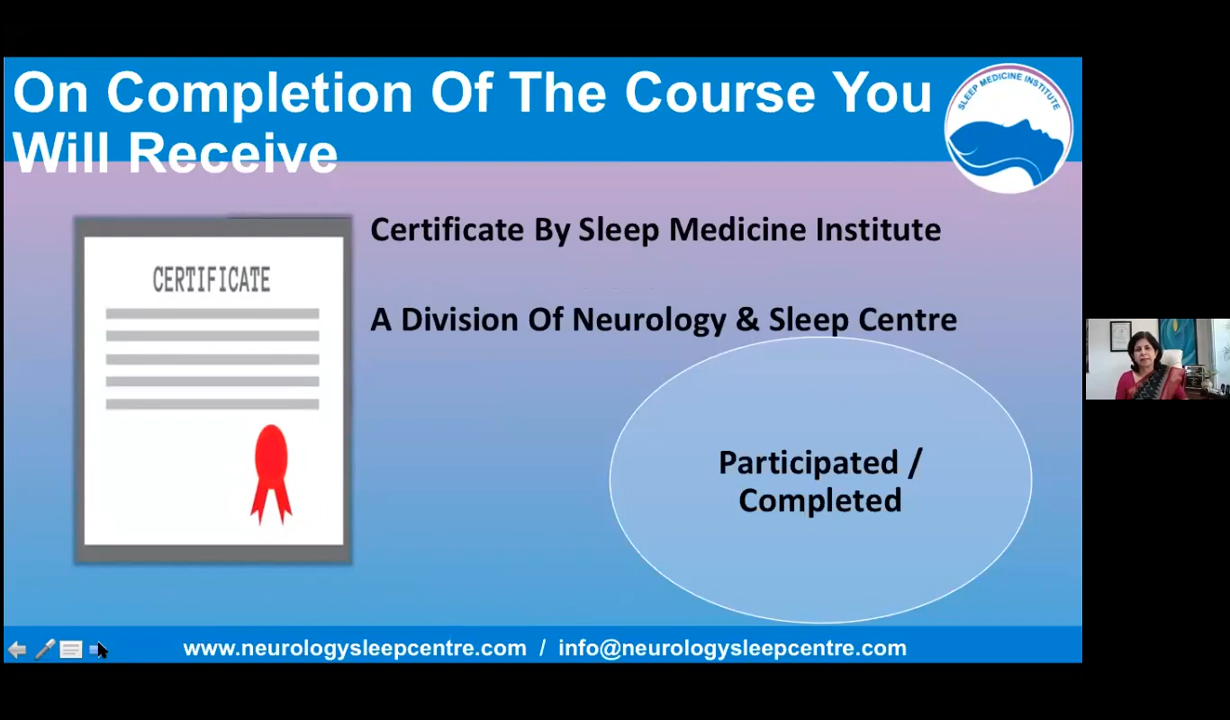 On Completion Of The Course You
Will Receive
SLEEP MEDICINE INSTITUTE
Certificate By Sleep Medicine Institute
CERTIFICATE
A Division Of Neurology & Sleep Centre
Participated /
Completed
www.neurologysleepcentre.com / info@neurologysleepcentre.com